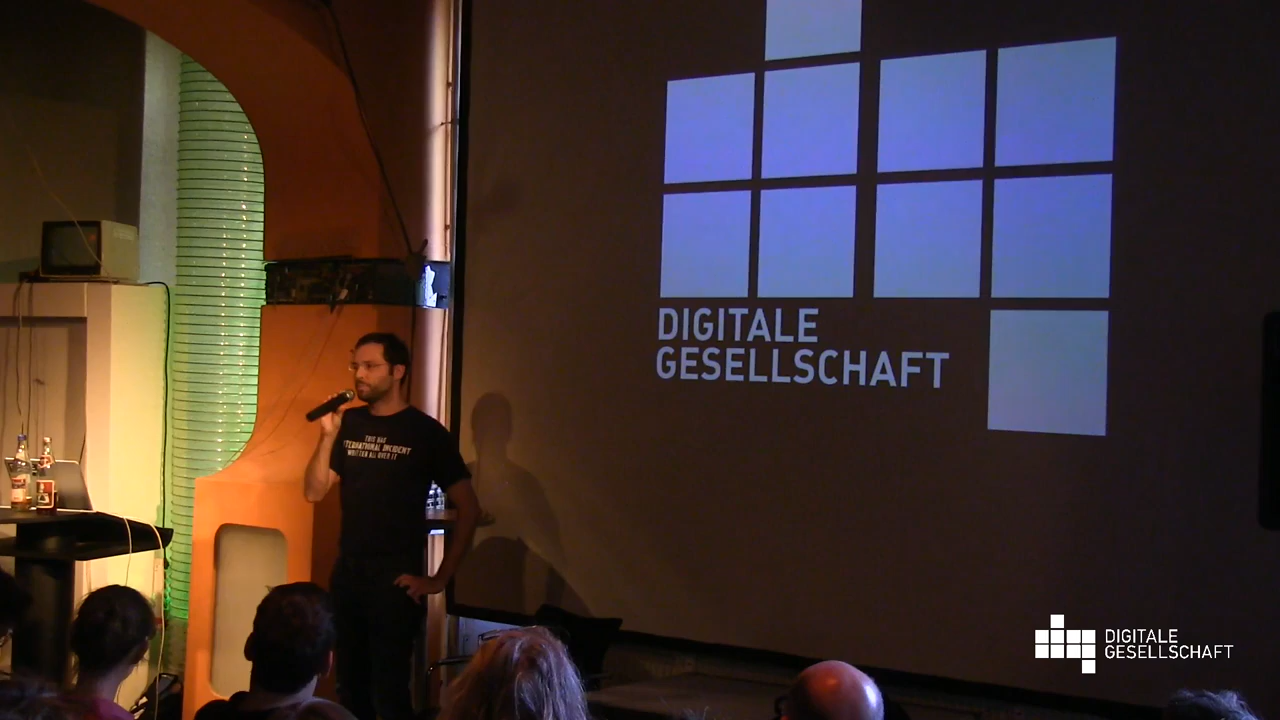 DIGITALE
GESELLSCHAFT
THIS HAS
INTERNATIONAL INCIDENT
WRITTEN ALL OVER IT
DIGITALE
GESELLSCHAFT